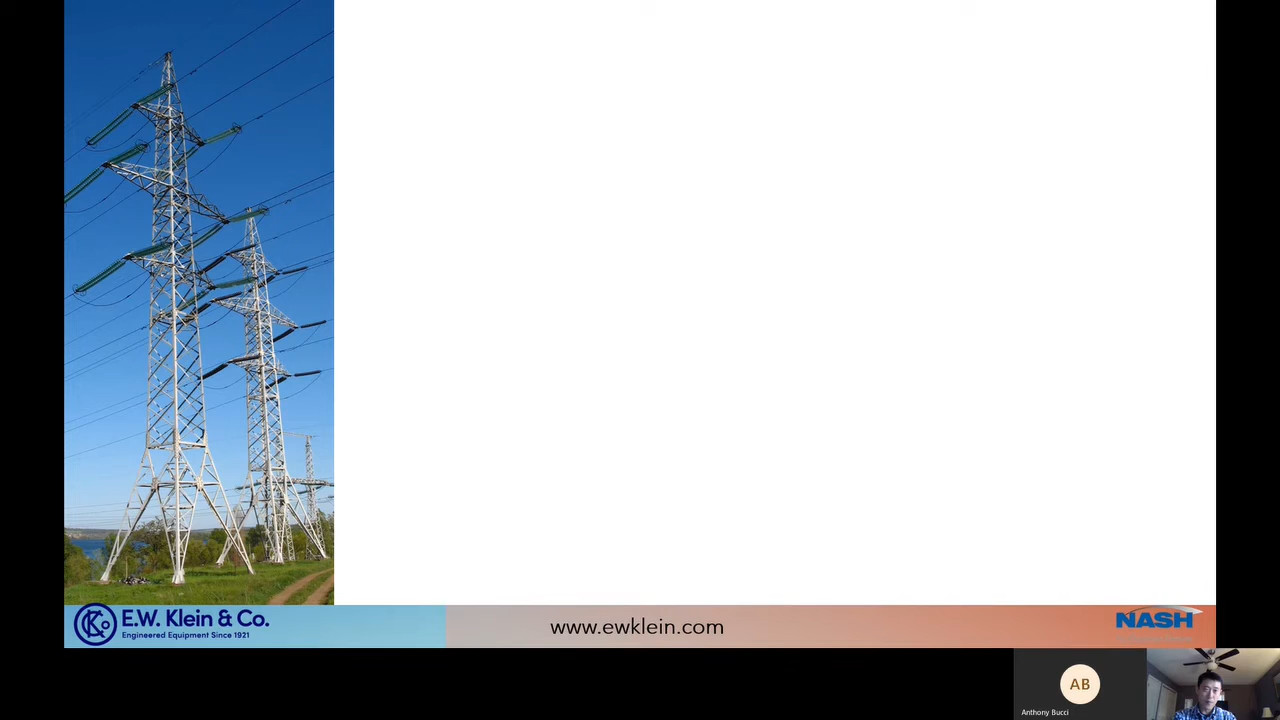 E.W. Klein & Co.
Engineered Equipment Since 1921
www.ewklein.com
NASH
AB
Anthony Bucci